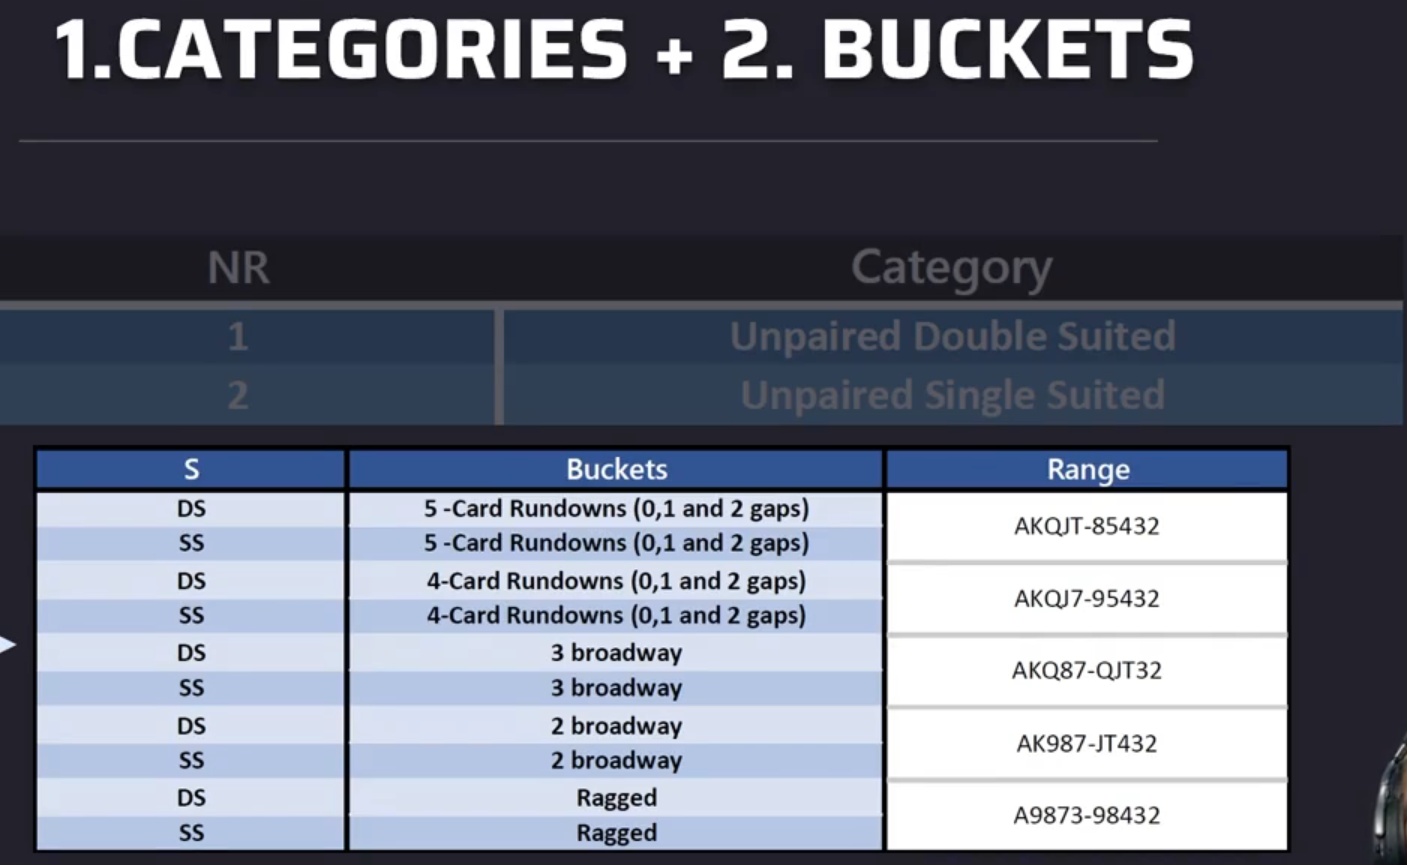 1.CATEGORIES + 2. BUCKETS
NR Category
1 Unpaired Double Suited
2 Unpaired Single Suited
S Buckets Range
DS 5 -Card Rundowns (0,1 and 2 gaps)
AKQJT-85432
SS 5 -Card Rundowns (0,1 and 2 gaps)
DS 4-Card Rundowns (0,1 and 2 gaps)
AKQJ7-95432
SS 4-Card Rundowns (0,1 and 2 gaps)
DS 3 broadway
AKQ87-QJT32
SS 3 broadway
DS 2 broadway
AK987-JT432
SS 2 broadway
DS Ragged
A9873-98432
SS Ragged